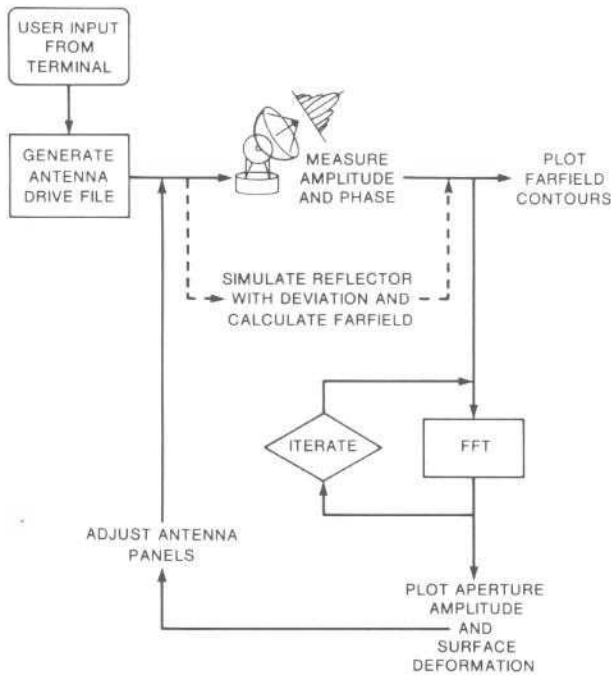 USER INPUT
FROM
TERMINAL
GENERATE
ANTENNA
DRIVE FILE
MEASURE
AMPLITUDE
AND PHASE
PLOT
FARFIELD
CONTOURS
SIMULATE REFLECTOR
WITH DEVIATION AND
CALCULATE FARFIELD
ITERATE
FFT
ADJUST ANTENNA
PANELS
PLOT APERTURE
AMPLITUDE
AND
SURFACE
DEFORMATION